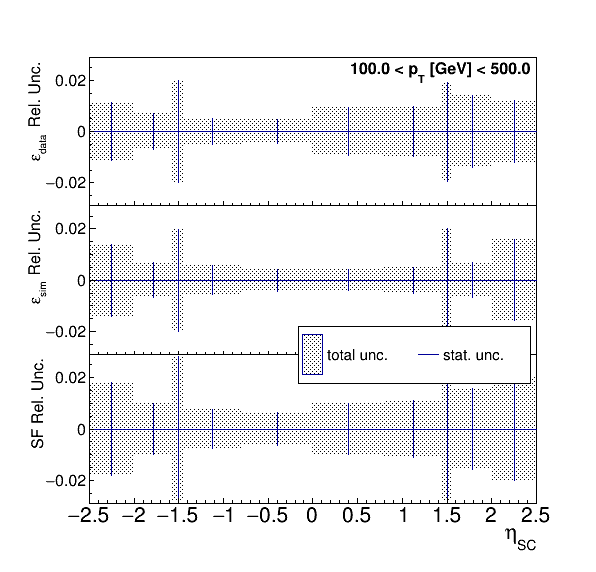 100.0 < p_T [GeV] < 500.0
ε_data Rel. Unc.
0.02
0
−0.02
ε_sim Rel. Unc.
0.02
0
−0.02
total unc. stat. unc.
SF Rel. Unc.
0.02
0
−0.02
−2.5 −2 −1.5 −1 −0.5 0 0.5 1 1.5 2 2.5
η_SC